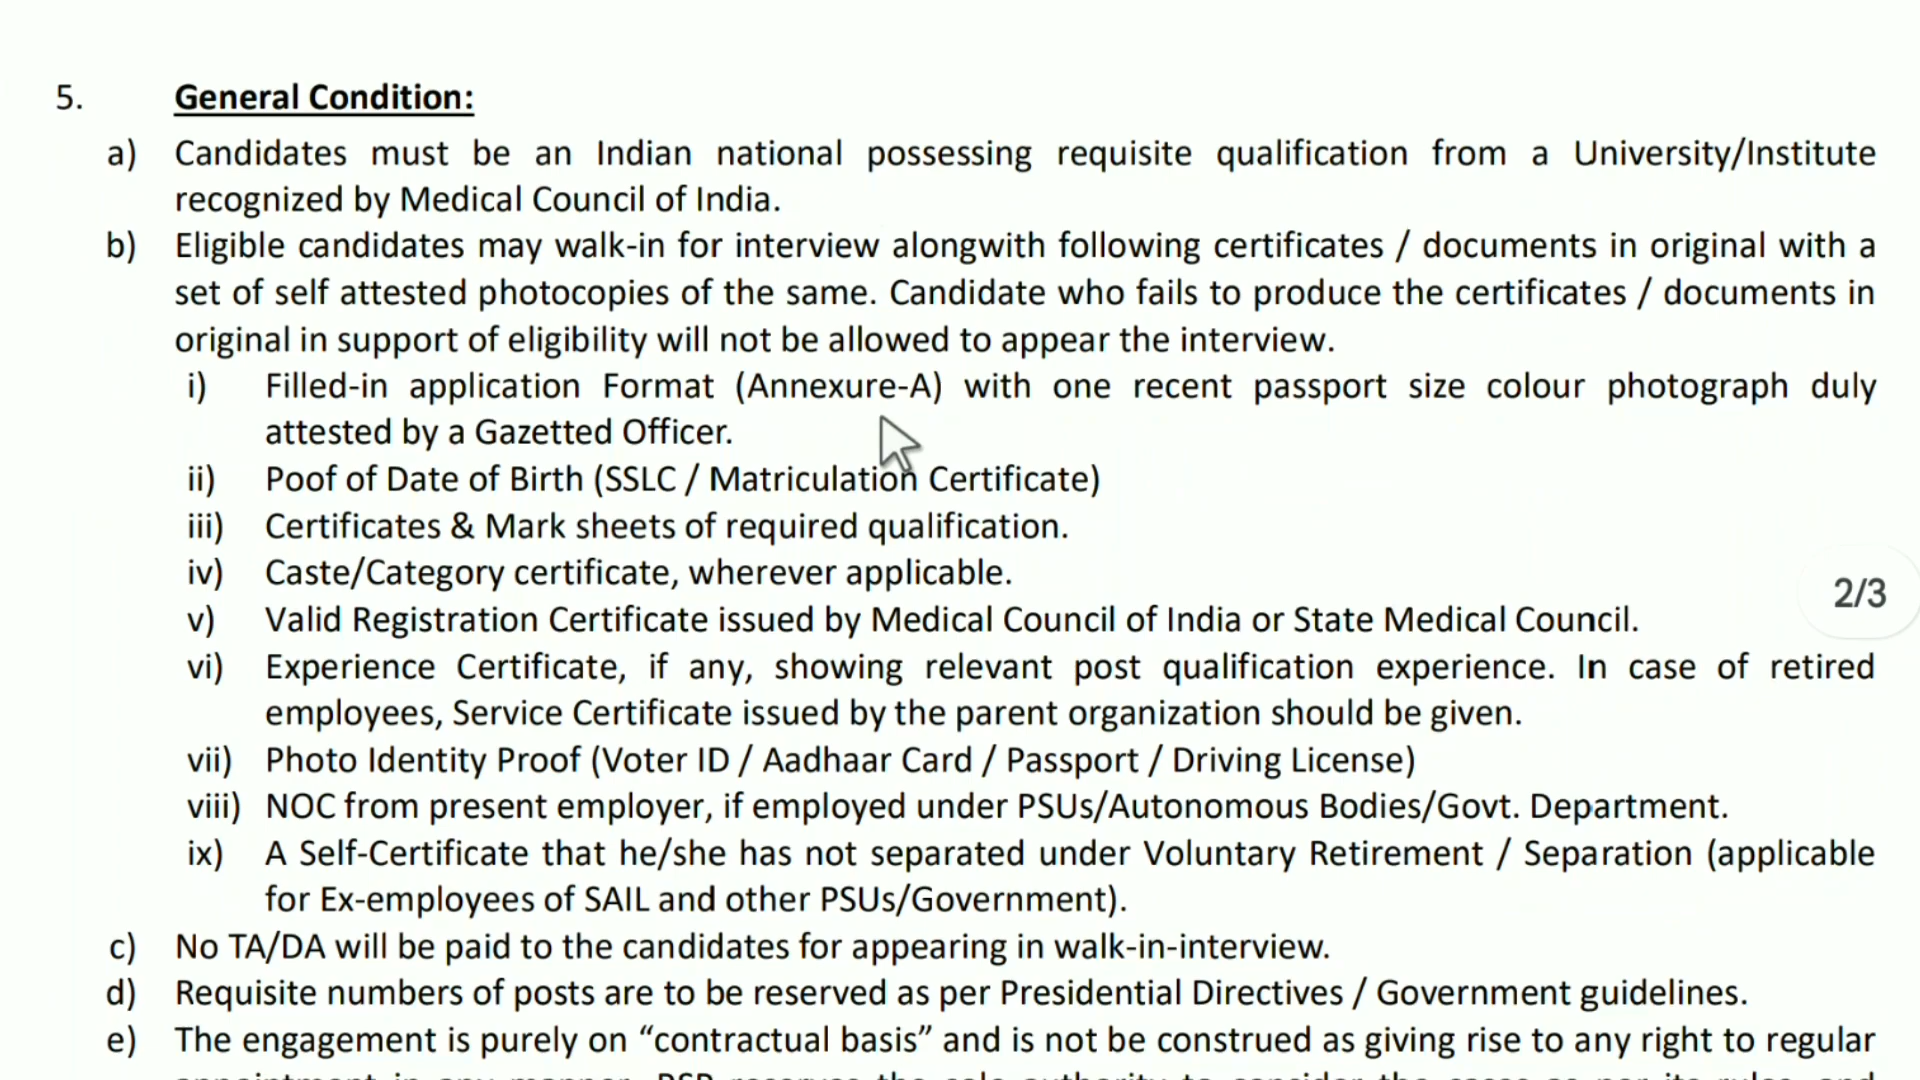 5. General Condition:
a) Candidates must be an Indian national possessing requisite qualification from a University/Institute
recognized by Medical Council of India.
b) Eligible candidates may walk-in for interview alongwith following certificates / documents in original with a
set of self attested photocopies of the same. Candidate who fails to produce the certificates / documents in
original in support of eligibility will not be allowed to appear the interview.
i) Filled-in application Format (Annexure-A) with one recent passport size colour photograph duly
attested by a Gazetted Officer.
ii) Poof of Date of Birth (SSLC / Matriculation Certificate)
iii) Certificates & Mark sheets of required qualification.
iv) Caste/Category certificate, wherever applicable.
2/3
v) Valid Registration Certificate issued by Medical Council of India or State Medical Council.
vi) Experience Certificate, if any, showing relevant post qualification experience. In case of retired
employees, Service Certificate issued by the parent organization should be given.
vii) Photo Identity Proof (Voter ID / Aadhaar Card / Passport / Driving License)
viii) NOC from present employer, if employed under PSUs/Autonomous Bodies/Govt. Department.
ix) A Self-Certificate that he/she has not separated under Voluntary Retirement / Separation (applicable
for Ex-employees of SAIL and other PSUs/Government).
c) No TA/DA will be paid to the candidates for appearing in walk-in-interview.
d) Requisite numbers of posts are to be reserved as per Presidential Directives / Government guidelines.
e) The engagement is purely on “contractual basis” and is not be construed as giving rise to any right to regular